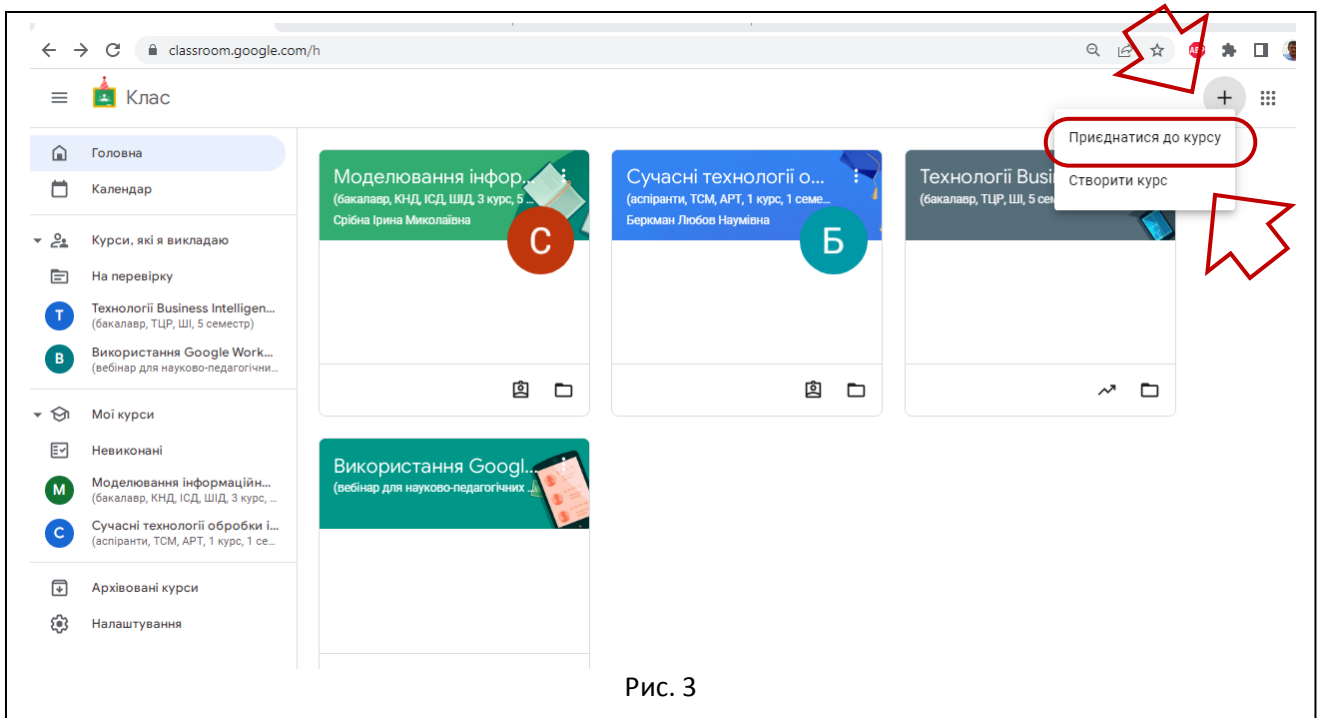 classroom.google.com/h
ABP
Клас
Приєднатися до курсу
Створити курс
Головна
Календар
Курси, які я викладаю
На перевірку
Т
Технології Business Intelligen...
(бакалавр, ТЦР, ШІ, 5 семестр)
В
Використання Google Work...
(вебінар для науково-педагогічни...
Мої курси
Невиконані
М
Моделювання інформаційн...
(бакалавр, КНД, ІСД, ШІД, 3 курс, ...
С
Сучасні технології обробки і...
(аспіранти, ТСМ, АРТ, 1 курс, 1 се...
Архівовані курси
Налаштування
Моделювання інфор...
(бакалавр, КНД, ІСД, ШІД, 3 курс, 5 ...
Срібна Ірина Миколаївна
С
Сучасні технології о...
(аспіранти, ТСМ, АРТ, 1 курс, 1 семе...
Беркман Любов Наумівна
Б
Технології Busi
(бакалавр, ТЦР, ШІ, 5 сем
Використання Googl...
(вебінар для науково-педагогічних ...
Рис. 3